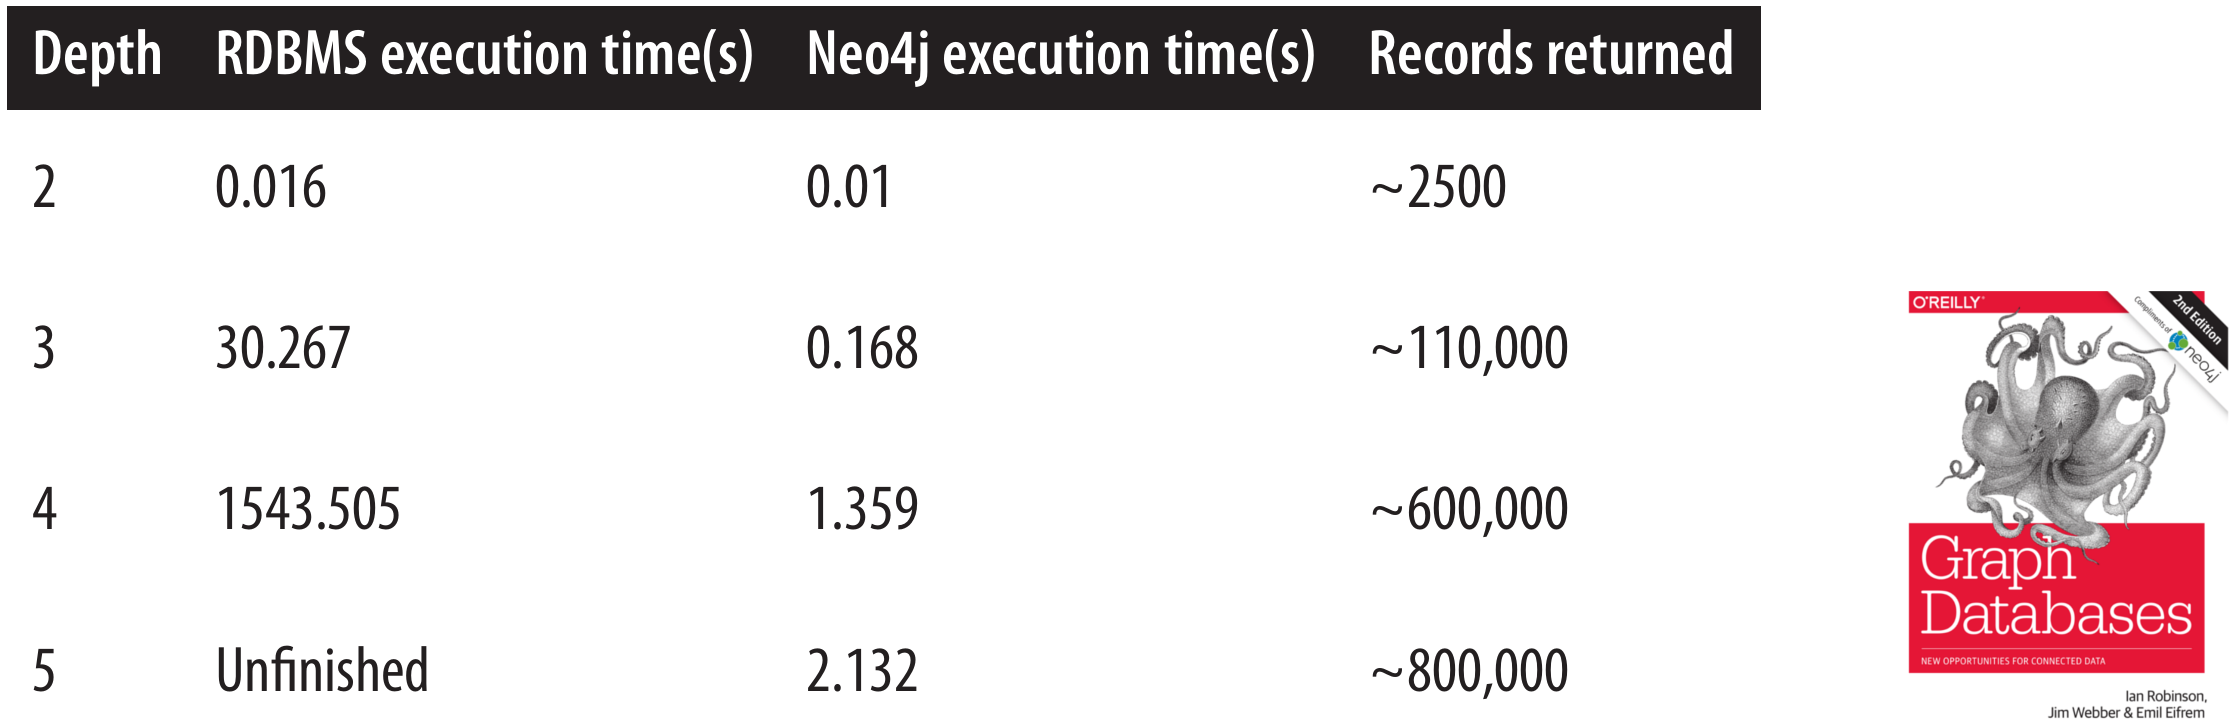 Depth RDBMS execution time(s) Neo4j execution time(s) Records returned
2 0.016 0.01 ~2500
3 30.267 0.168 ~110,000
4 1543.505 1.359 ~600,000
5 Unfinished 2.132 ~800,000
O'REILLY
2nd Edition
Compliments of
neo4j
Graph
Databases
NEW OPPORTUNITIES FOR CONNECTED DATA
Ian Robinson,
Jim Webber & Emil Eifrem